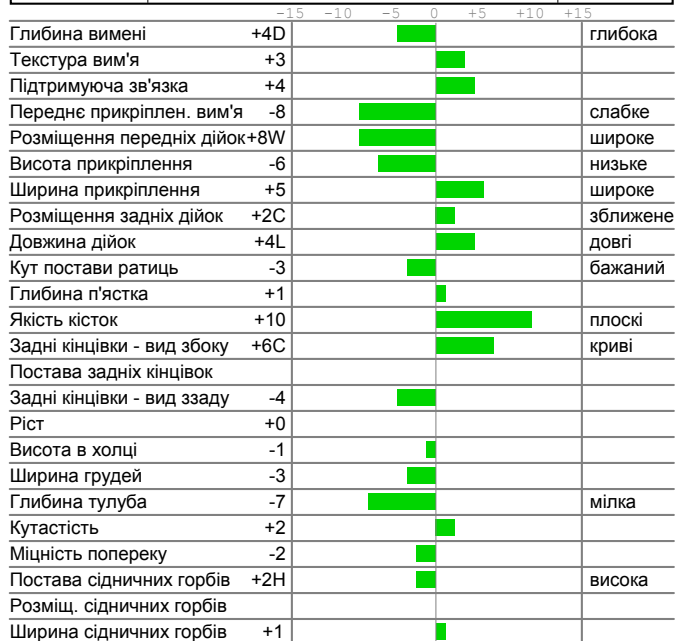 -15 -10 -5 0 +5 +10 +15
Глибина вимені +4D глибока
Текстура вим'я +3
Підтримуюча зв'язка +4
Переднє прикріплен. вим'я -8 слабке
Розміщення передніх дійок+8W широке
Висота прикріплення -6 низьке
Ширина прикріплення +5 широке
Розміщення задніх дійок +2C зближене
Довжина дійок +4L довгі
Кут постави ратиць -3 бажаний
Глибина п'ястка +1
Якість кісток +10 плоскі
Задні кінцівки - вид збоку +6C криві
Постава задніх кінцівок
Задні кінцівки - вид ззаду -4
Ріст +0
Висота в холці -1
Ширина грудей -3
Глибина тулуба -7 мілка
Кутастість +2
Міцність попереку -2
Постава сідничних горбів +2H висока
Розміщ. сідничних горбів
Ширина сідничних горбів +1